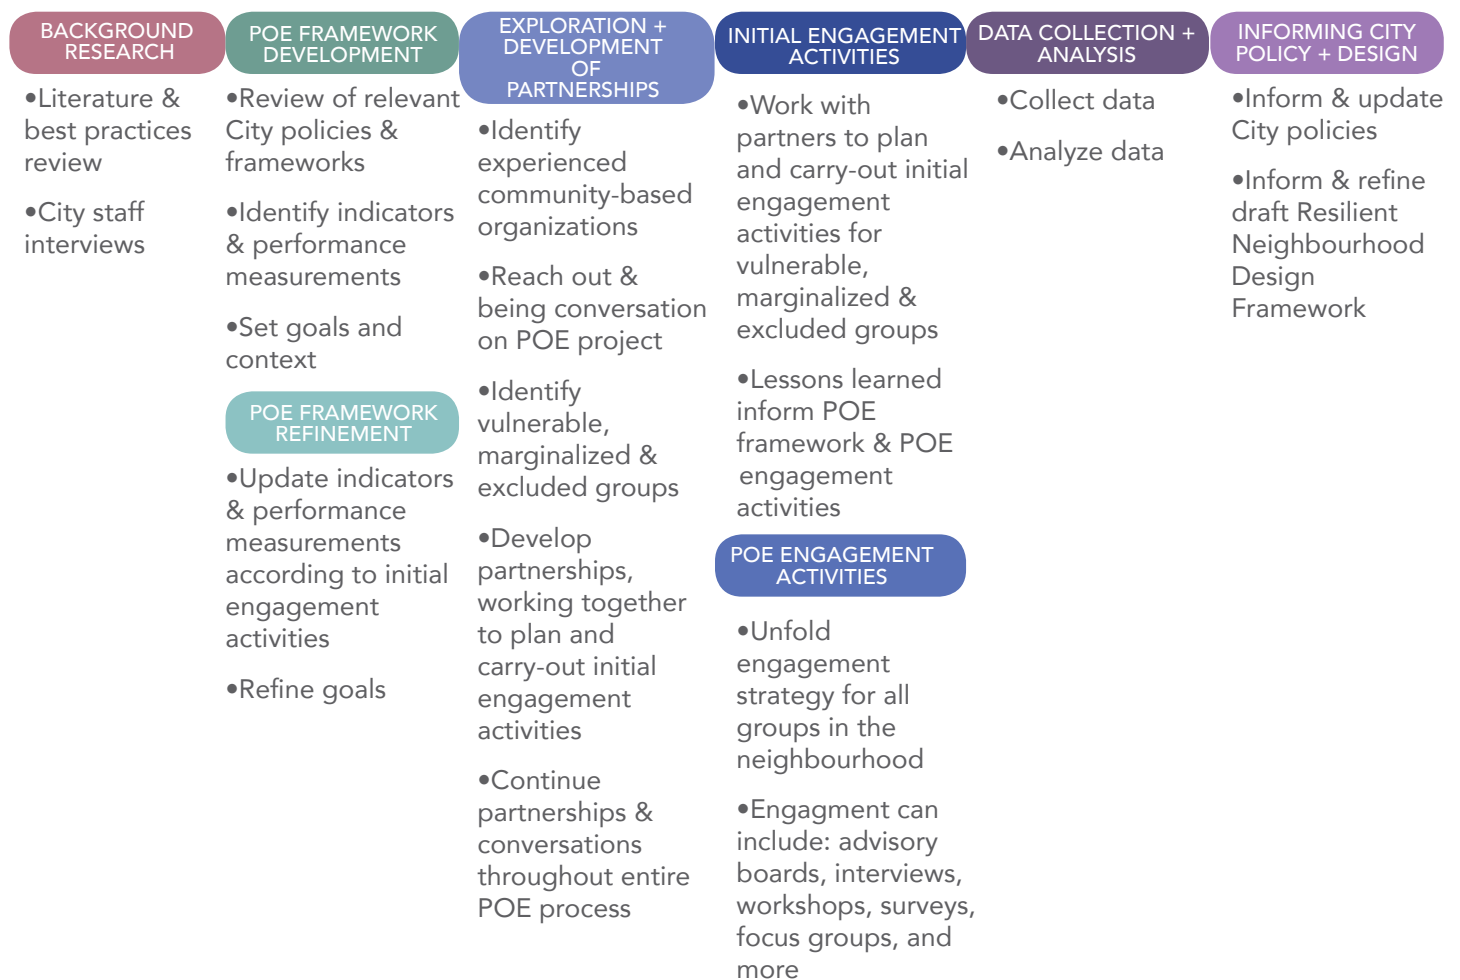 BACKGROUND
RESEARCH
•Literature &
best practices
review
•City staff
interviews
POE FRAMEWORK
DEVELOPMENT
•Review of relevant
City policies &
frameworks
•Identify indicators
& performance
measurements
•Set goals and
context
POE FRAMEWORK
REFINEMENT
•Update indicators
& performance
measurements
according to initial
engagement
activities
•Refine goals
EXPLORATION +
DEVELOPMENT
OF
PARTNERSHIPS
•Identify
experienced
community-based
organizations
•Reach out &
being conversation
on POE project
•Identify
vulnerable,
marginalized &
excluded groups
•Develop
partnerships,
working together
to plan and
carry-out initial
engagement
activities
•Continue
partnerships &
conversations
throughout entire
POE process
INITIAL ENGAGEMENT
ACTIVITIES
•Work with
partners to plan
and carry-out initial
engagement
activities for
vulnerable,
marginalized &
excluded groups
•Lessons learned
inform POE
framework & POE
engagement
activities
POE ENGAGEMENT
ACTIVITIES
•Unfold
engagement
strategy for all
groups in the
neighbourhood
•Engagment can
include: advisory
boards, interviews,
workshops, surveys,
focus groups, and
more
DATA COLLECTION +
ANALYSIS
•Collect data
•Analyze data
INFORMING CITY
POLICY + DESIGN
•Inform & update
City policies
•Inform & refine
draft Resilient
Neighbourhood
Design
Framework